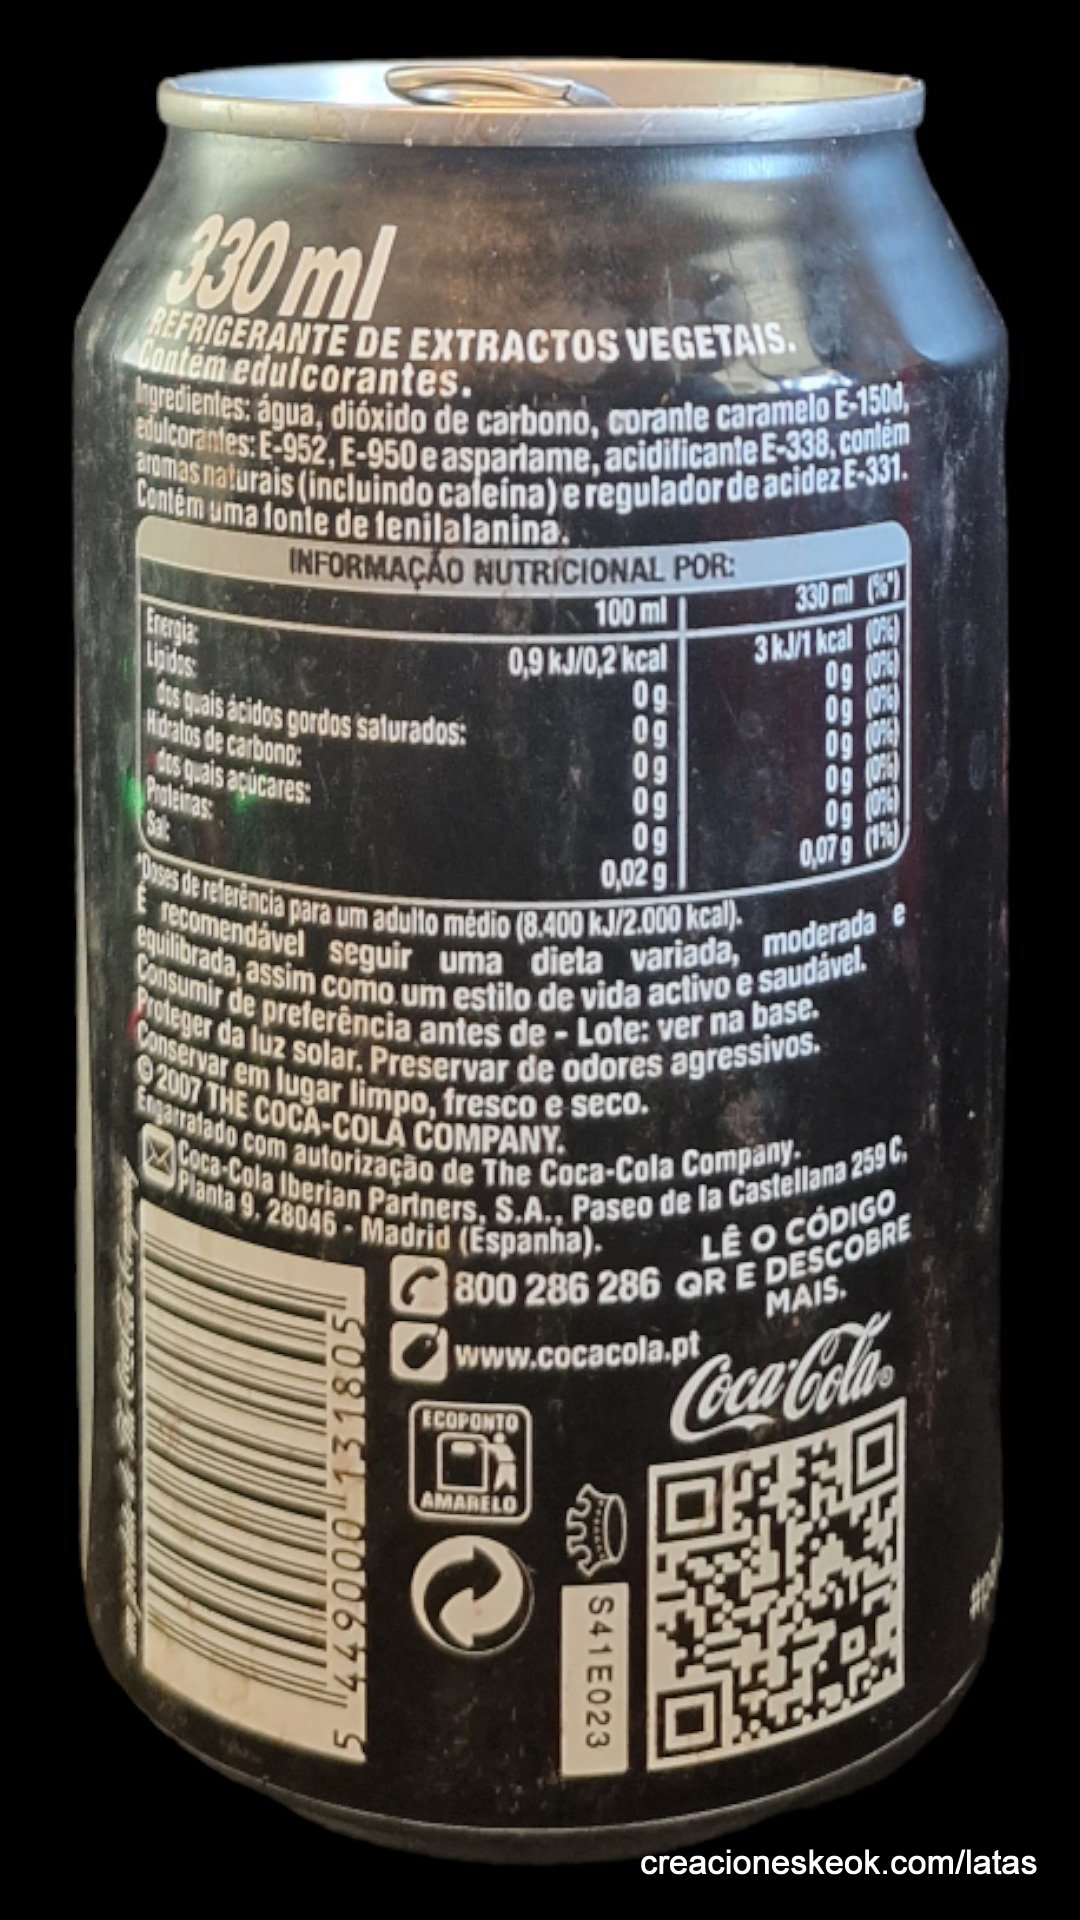 330 ml
REFRIGERANTE DE EXTRACTOS VEGETAIS.
Contém edulcorantes.
Ingredientes: água, dióxido de carbono, corante caramelo E-150d,
edulcorantes: E-952, E-950 e aspartame, acidificante E-338, contém
aromas naturais (incluindo cafeína) e regulador de acidez E-331.
Contém uma fonte de fenilalanina.
INFORMAÇÃO NUTRICIONAL POR:
100 ml 330 ml (%*)
Energia: 0,9 kJ/0,2 kcal 3 kJ/1 kcal (0%)
Lípidos: 0 g 0 g (0%)
dos quais ácidos gordos saturados: 0 g 0 g (0%)
Hidratos de carbono: 0 g 0 g (0%)
dos quais açúcares: 0 g 0 g (0%)
Proteínas: 0 g 0 g (0%)
Sal: 0,02 g 0,07 g (1%)
*Doses de referência para um adulto médio (8.400 kJ/2.000 kcal).
É recomendável seguir uma dieta variada, moderada e
equilibrada, assim como um estilo de vida activo e saudável.
Consumir de preferência antes de - Lote: ver na base.
Proteger da luz solar. Preservar de odores agressivos.
Conservar em lugar limpo, fresco e seco.
© 2007 THE COCA-COLA COMPANY.
Engarrafado com autorização de The Coca-Cola Company.
Coca-Cola Iberian Partners, S.A., Paseo de la Castellana 259 C,
Planta 9, 28046 - Madrid (Espanha).
800 286 286
www.cocacola.pt
LÊ O CÓDIGO
QR E DESCOBRE
MAIS.
Coca-Cola®
ECOPONTO
AMARELO
S41E023
5 449000 131805
creacioneskeok.com/latas